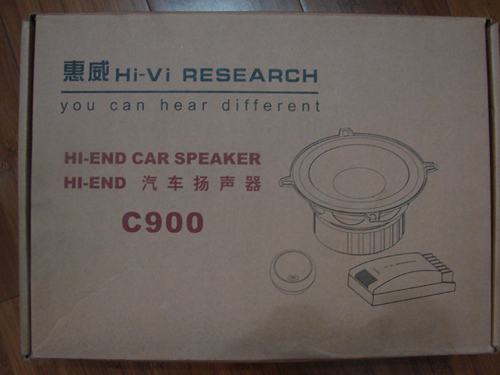 惠威 Hi-Vi RESEARCH
you can hear different
HI-END CAR SPEAKER
HI-END 汽车扬声器
C900